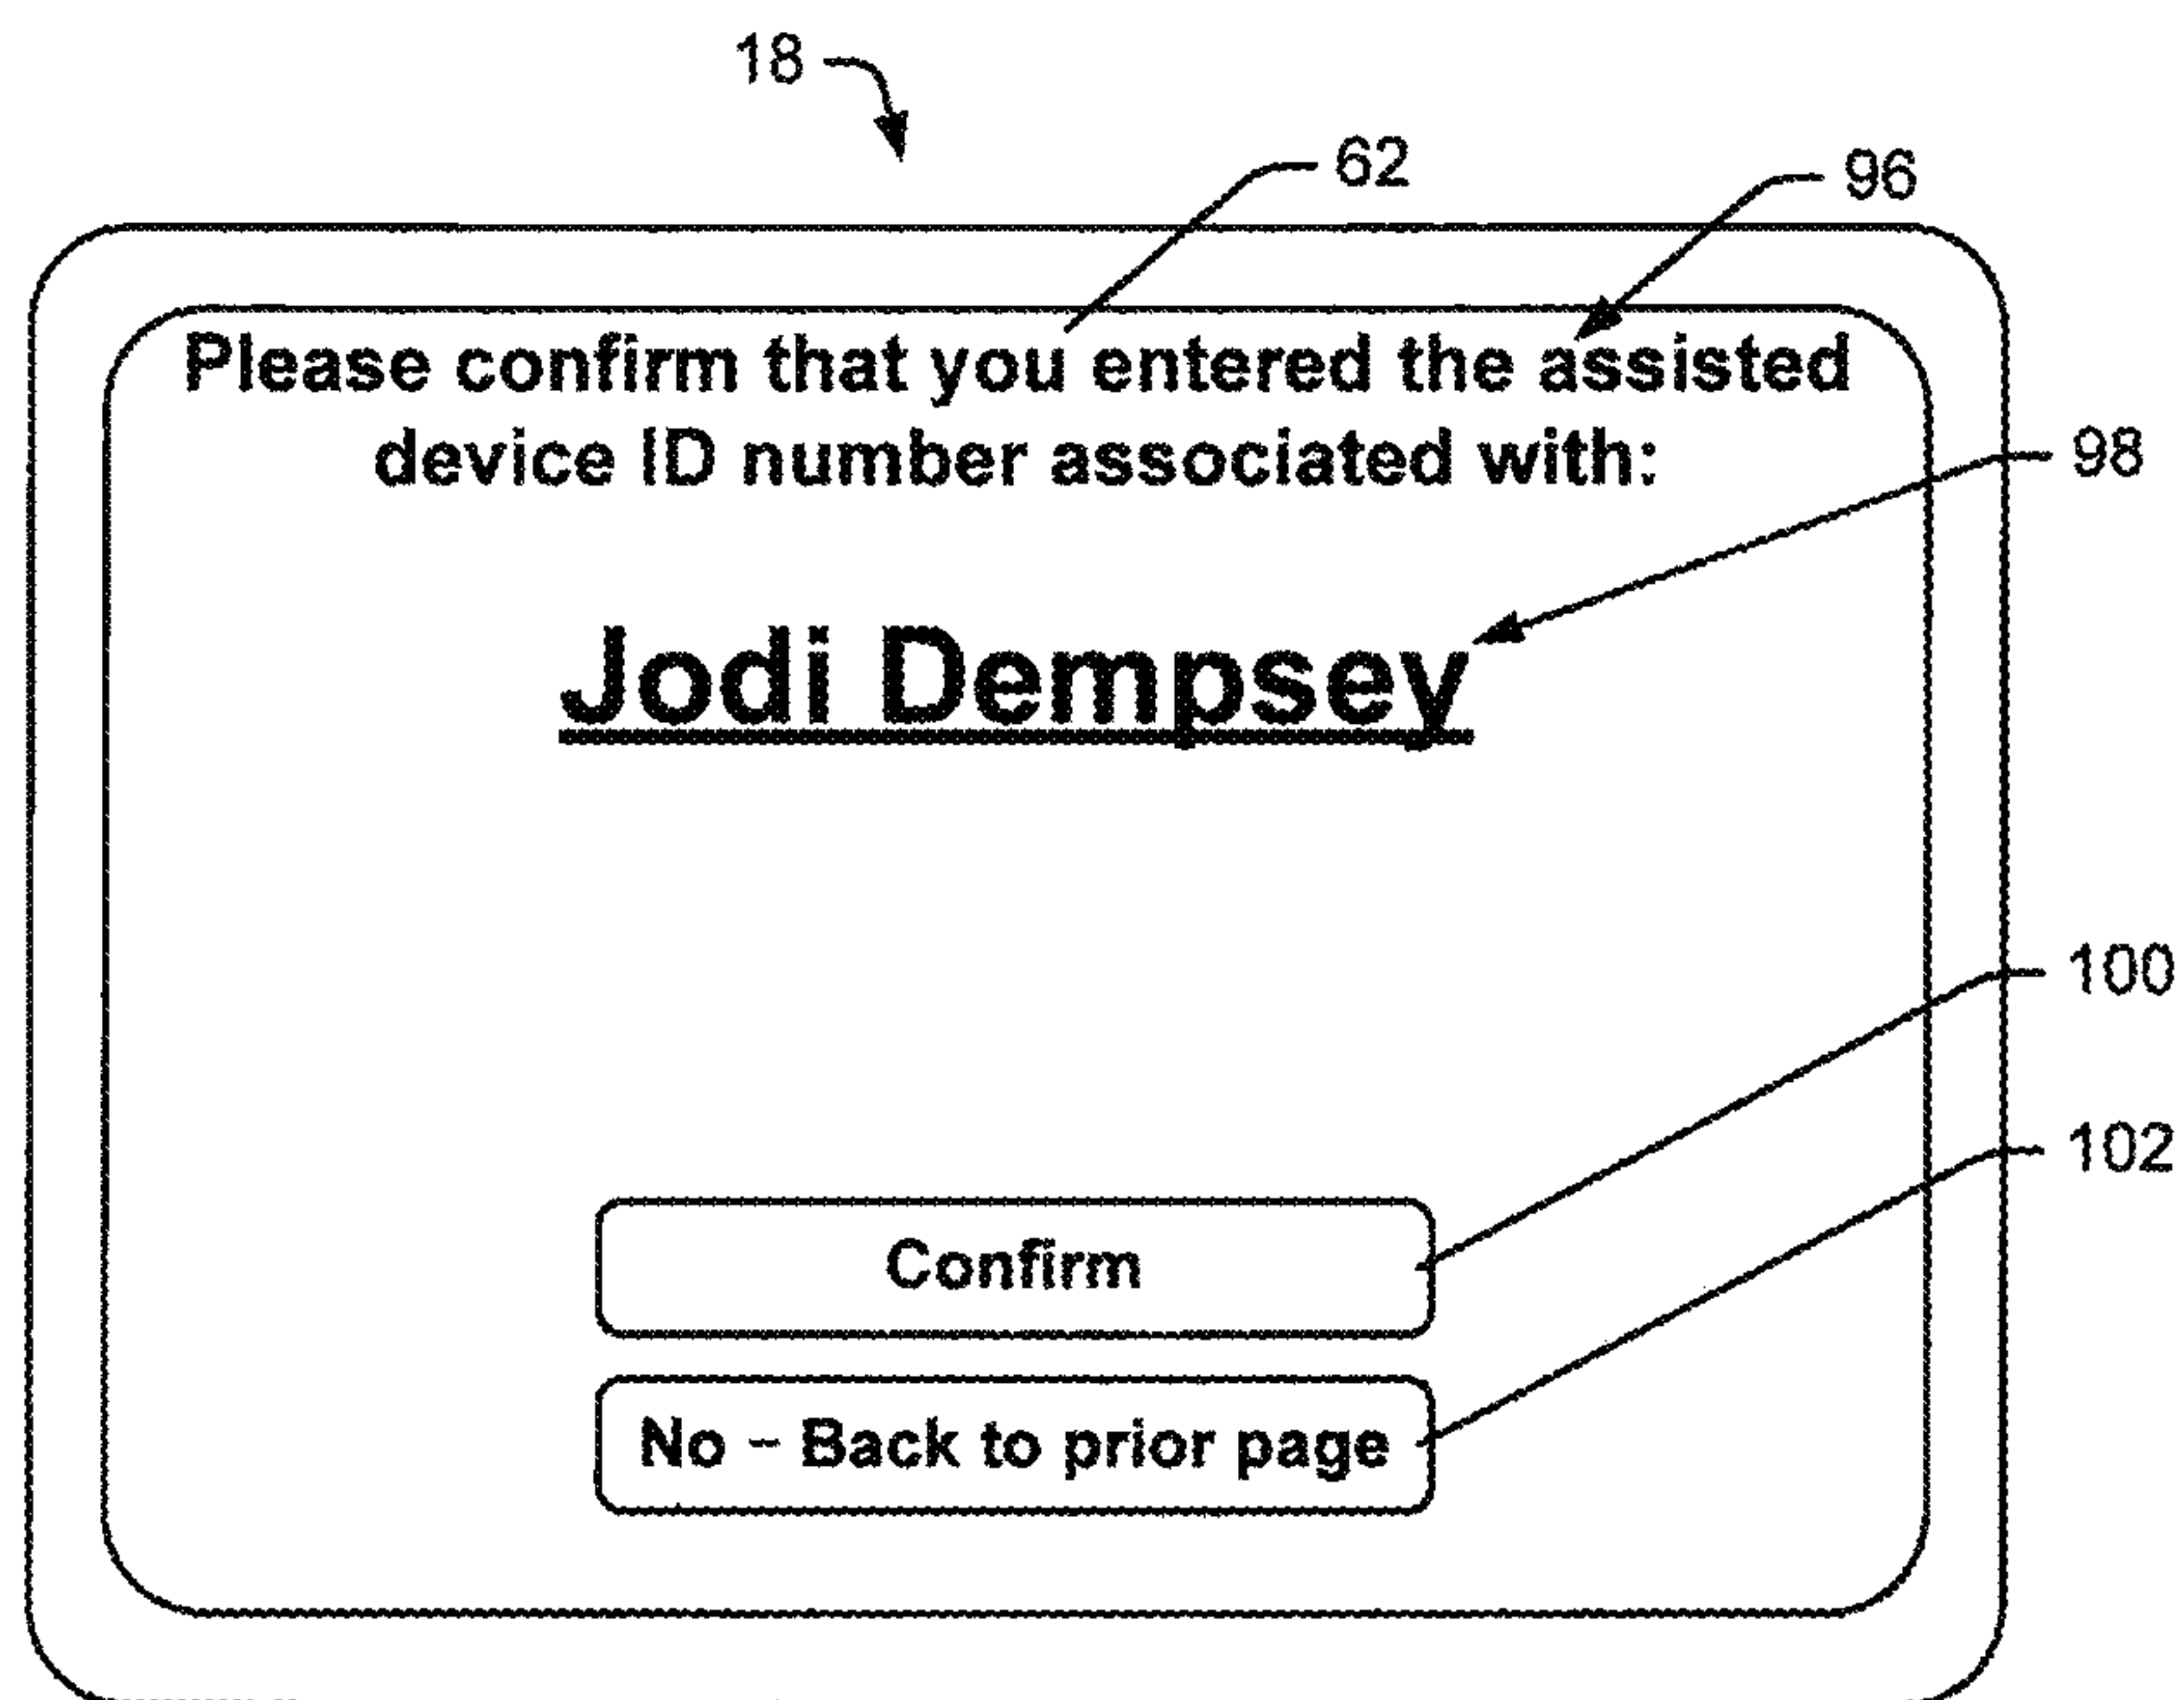 18
62
96
Please confirm that you entered the assisted
device ID number associated with:
98
Jodi Dempsey
100
102
Confirm
No - Back to prior page